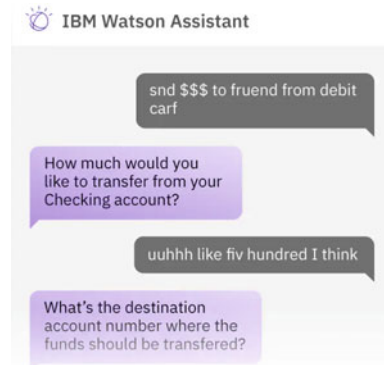 IBM Watson Assistant
snd $$$ to fruend from debit
carf
How much would you
like to transfer from your
Checking account?
uuhhh like fiv hundred I think
What's the destination
account number where the
funds should be transfered?